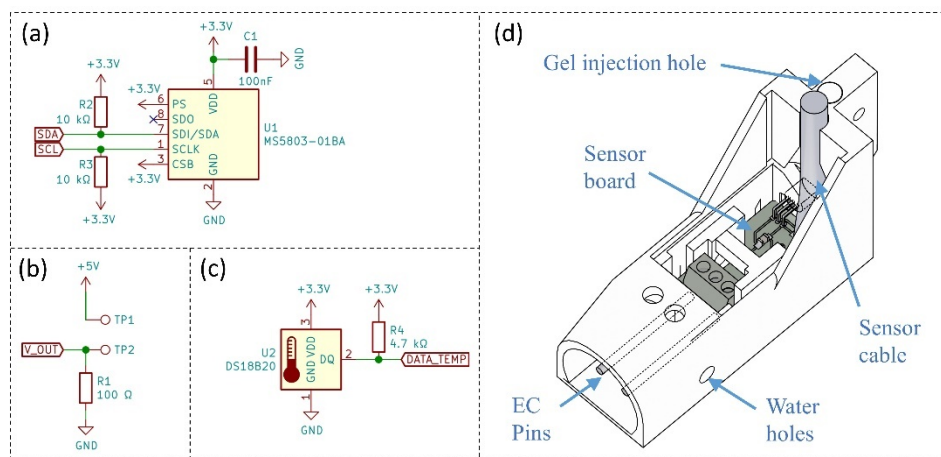 (a)
+3.3V
C1
GND
100nF
+3.3V
+3.3V
R2
10 kΩ
5
VDD
6
PS
8
SDO
7
SDI/SDA
1
SCLK
3
CSB
GND
2
U1
MS5803-01BA
SDA
SCL
R3
10 kΩ
+3.3V
+3.3V
GND
(b)
+5V
TP1
V_OUT
TP2
R1
100 Ω
GND
(c)
+3.3V
+3.3V
3
VDD
U2
DS18B20
DQ
2
GND
1
R4
4.7 kΩ
DATA_TEMP
GND
(d)
Gel injection hole
Sensor
board
Sensor
cable
EC
Pins
Water
holes